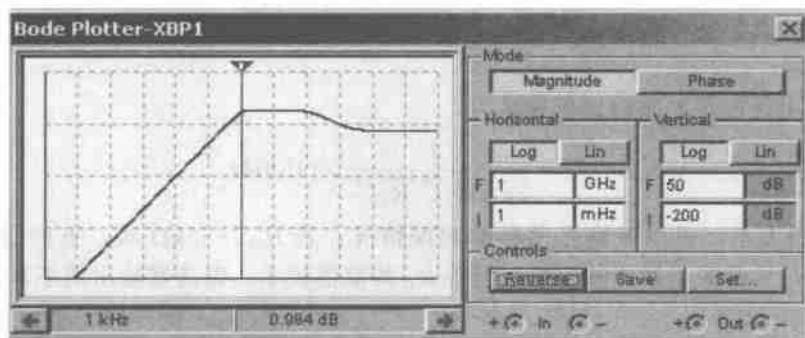 Bode Plotter-XBP1
Mode
Magnitude Phase
Horizontal Vertical
Log Lin Log Lin
F 1 GHz F 50 dB
I 1 mHz I -200 dB
Controls
Reverse Save Set...
1 kHz 0.984 dB
+ In - + Out -